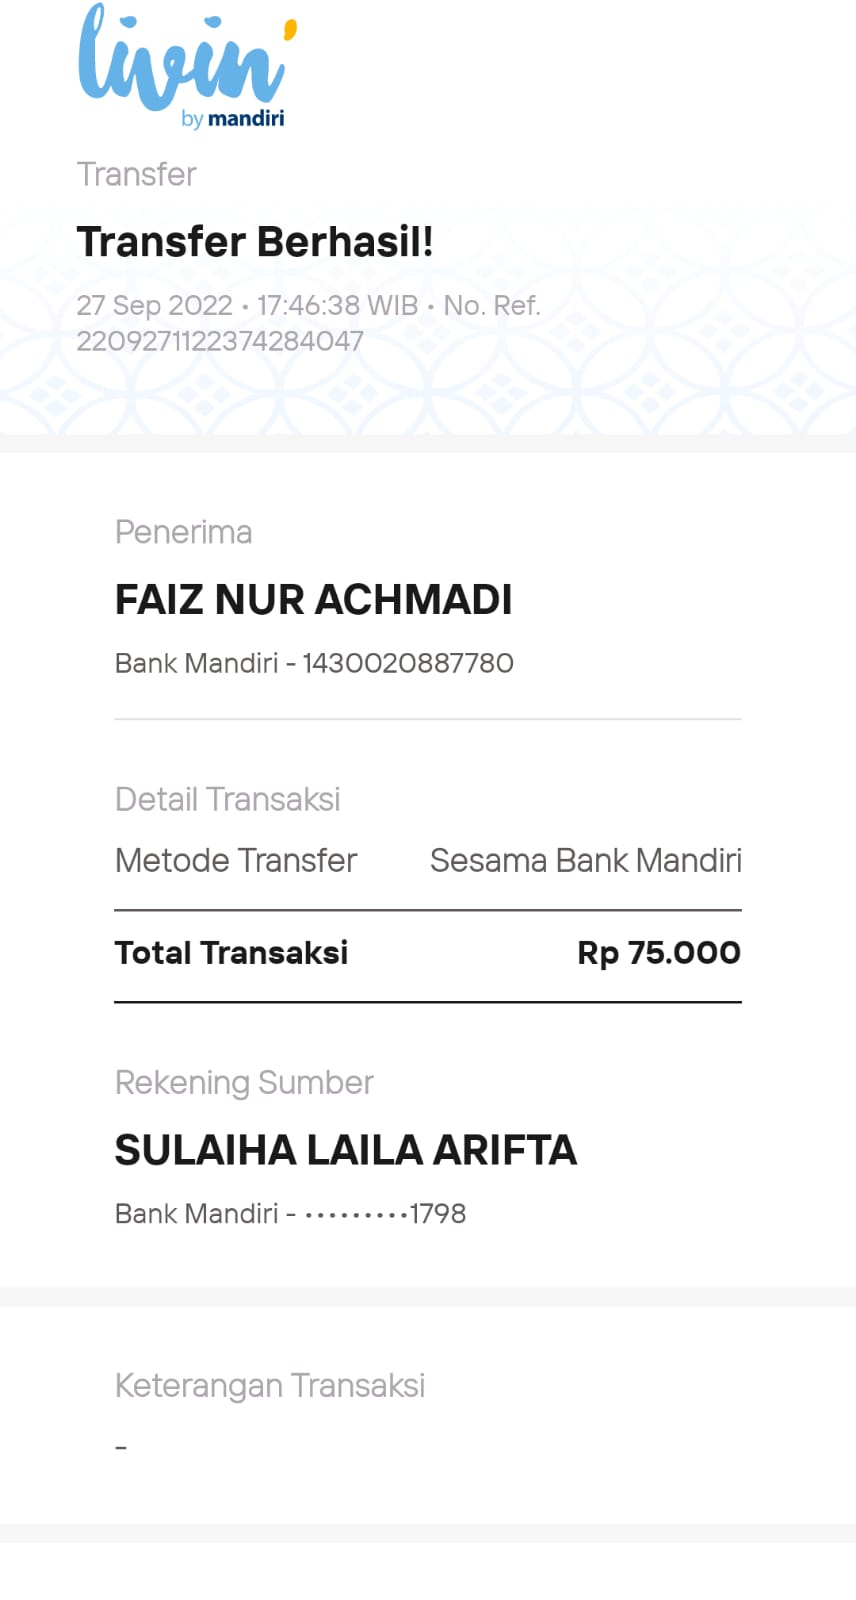 livin'
by mandiri
Transfer
Transfer Berhasil!
27 Sep 2022 • 17:46:38 WIB • No. Ref.
2209271122374284047
Penerima
FAIZ NUR ACHMADI
Bank Mandiri - 1430020887780
Detail Transaksi
Metode Transfer Sesama Bank Mandiri
Total Transaksi Rp 75.000
Rekening Sumber
SULAIHA LAILA ARIFTA
Bank Mandiri - •••••••••1798
Keterangan Transaksi
-